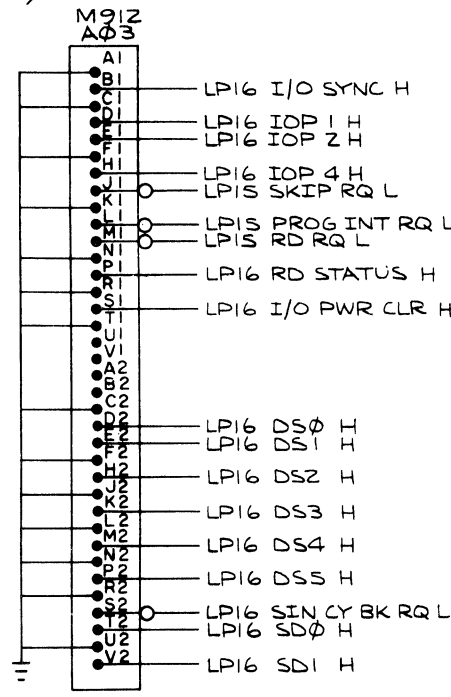 M912
AØ3
A1
B1 LP16 I/O SYNC H
C1
D1 LP16 IOP 1 H
E1 LP16 IOP 2 H
F1
H1 LP16 IOP 4 H
J1 LP15 SKIP RQ L
K1
L1 LP15 PROG INT RQ L
M1 LP15 RD RQ L
N1
P1 LP16 RD STATUS H
R1
S1 LP16 I/O PWR CLR H
T1
U1
V1
A2
B2
C2
D2 LP16 DSØ H
E2 LP16 DS1 H
F2
H2 LP16 DS2 H
J2
K2 LP16 DS3 H
L2
M2 LP16 DS4 H
N2
P2 LP16 DS5 H
R2
S2 LP16 SIN CY BK RQ L
T2 LP16 SDØ H
U2
V2 LP16 SD1 H